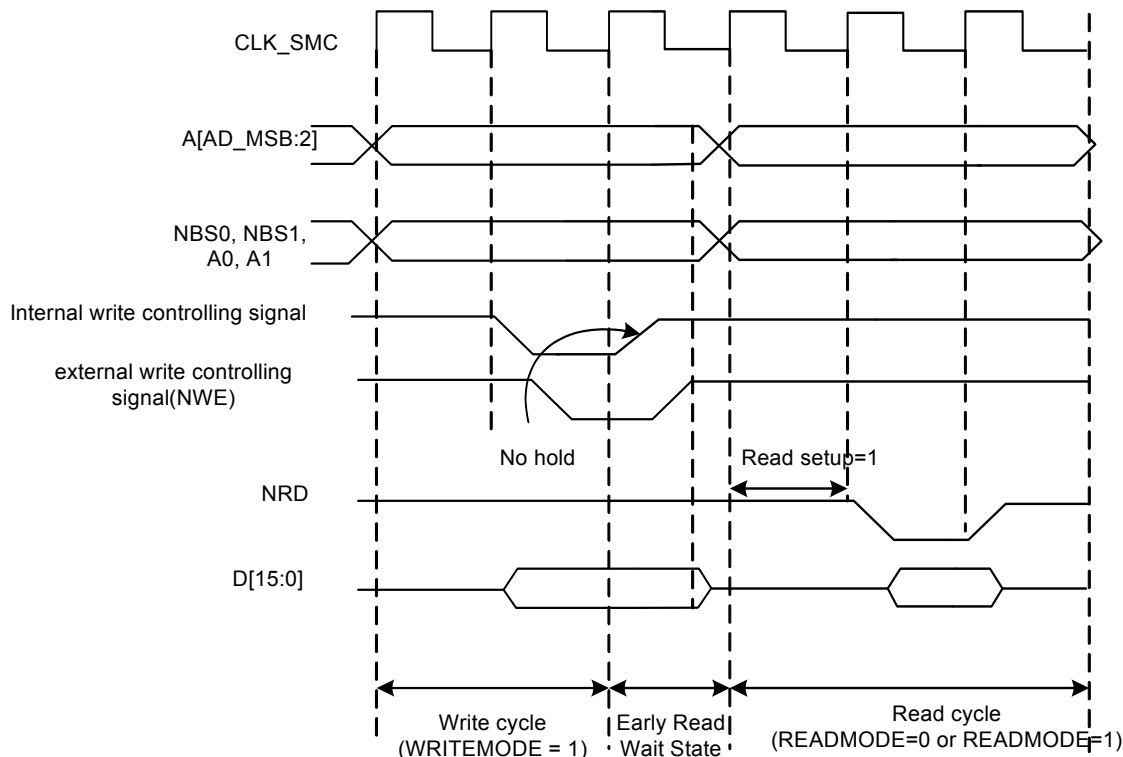 CLK_SMC
A[AD_MSB:2]
NBS0, NBS1,
A0, A1
Internal write controlling signal
external write controlling
signal(NWE)
No hold
Read setup=1
NRD
D[15:0]
Write cycle
(WRITEMODE = 1)
Early Read
Wait State
Read cycle
(READMODE=0 or READMODE=1)